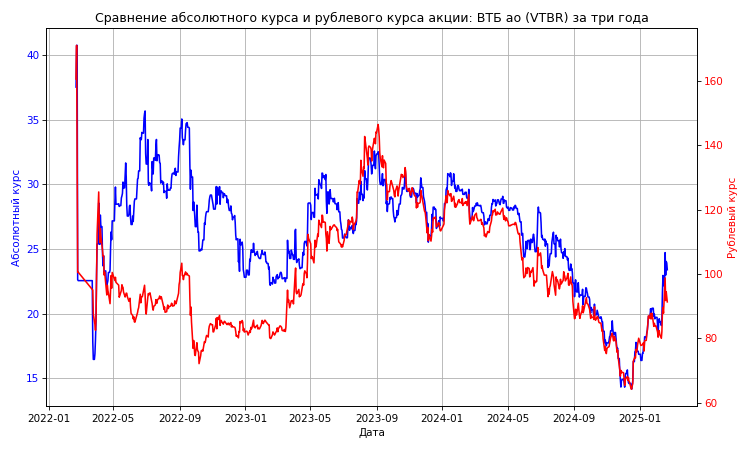 Сравнение абсолютного курса и рублевого курса акции: ВТБ ао (VTBR) за три года
40
35
30
25
20
15
Абсолютный курс
160
140
120
100
80
60
Рублевый курс
2022-01 2022-05 2022-09 2023-01 2023-05 2023-09 2024-01 2024-05 2024-09 2025-01
Дата